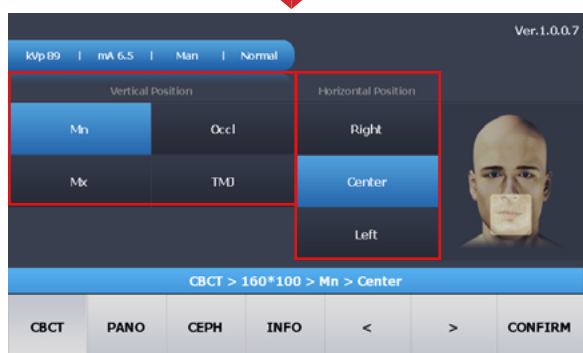 Ver.1.0.0.7
kVp 89 | mA 6.5 | Man | Normal
Vertical Position
Horizontal Position
Mn
Occl
Right
Mx
TMJ
Center
Left
CBCT > 160*100 > Mn > Center
CBCT PANO CEPH INFO < > CONFIRM